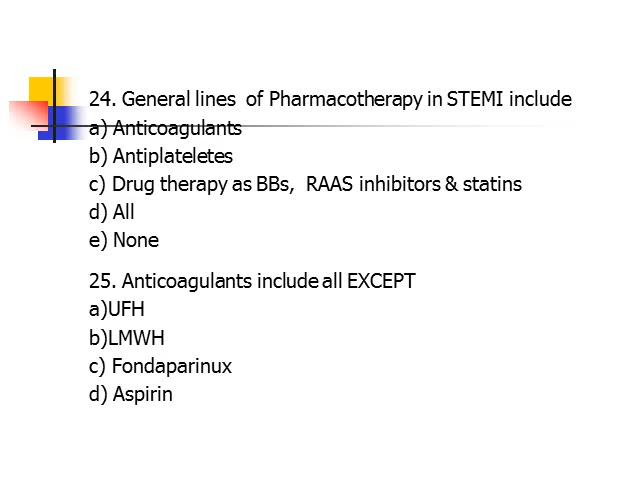 24. General lines  of Pharmacotherapy in STEMI include
a) Anticoagulants
b) Antiplateletes
c) Drug therapy as BBs,  RAAS inhibitors & statins
d) All
e) None
25. Anticoagulants include all EXCEPT
a)UFH
b)LMWH
c) Fondaparinux
d) Aspirin